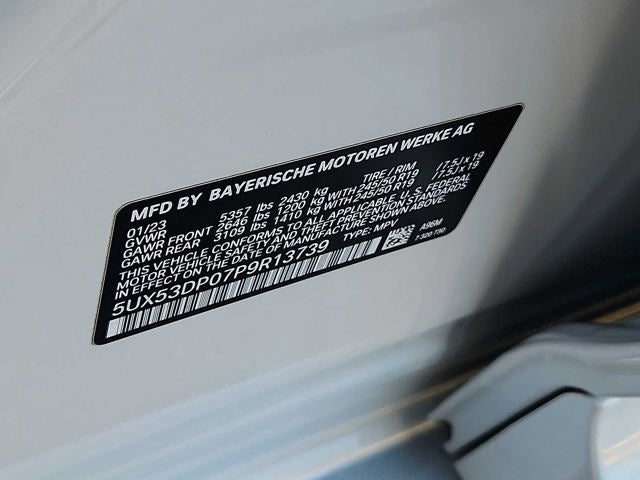 MFD BY BAYERISCHE MOTOREN WERKE AG
01/23 TIRE / RIM
GVWR 5357 lbs 2430 kg
GAWR FRONT 2646 lbs 1200 kg WITH 245/50 R19 /7.5J x 19
GAWR REAR 3109 lbs 1410 kg WITH 245/50 R19 /7.5J x 19
THIS VEHICLE CONFORMS TO ALL APPLICABLE U.S. FEDERAL
MOTOR VEHICLE SAFETY AND THEFT PREVENTION STANDARDS
IN EFFECT ON THE DATE OF MANUFACTURE SHOWN ABOVE.
5UX53DP07P9R13739 TYPE: MPV
A96M